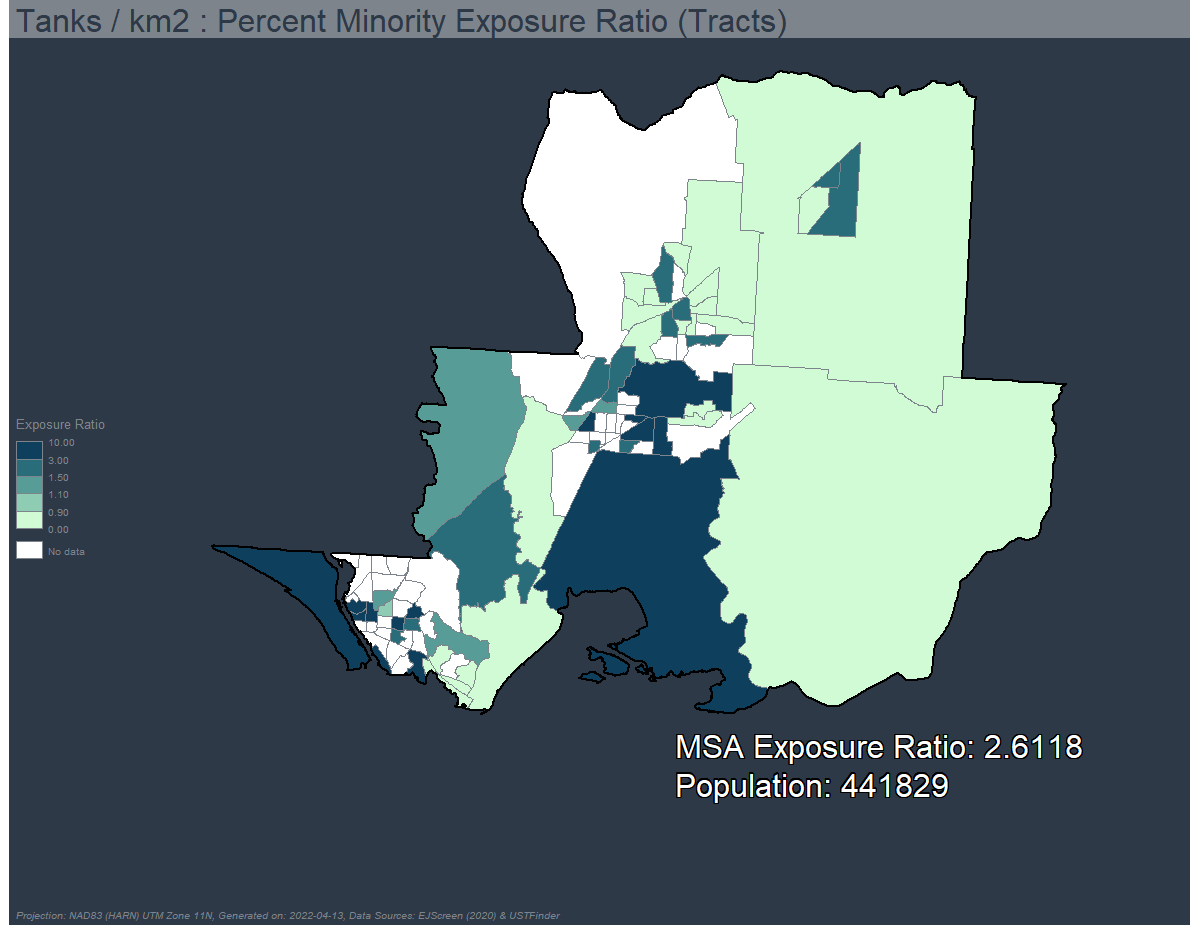 Tanks / km2 : Percent Minority Exposure Ratio (Tracts)
Exposure Ratio
10.00
3.00
1.50
1.10
0.90
0.00
No data
MSA Exposure Ratio: 2.6118
Population: 441829
Projection: NAD83 (HARN) UTM Zone 11N, Generated on: 2022-04-13, Data Sources: EJScreen (2020) & USTFinder